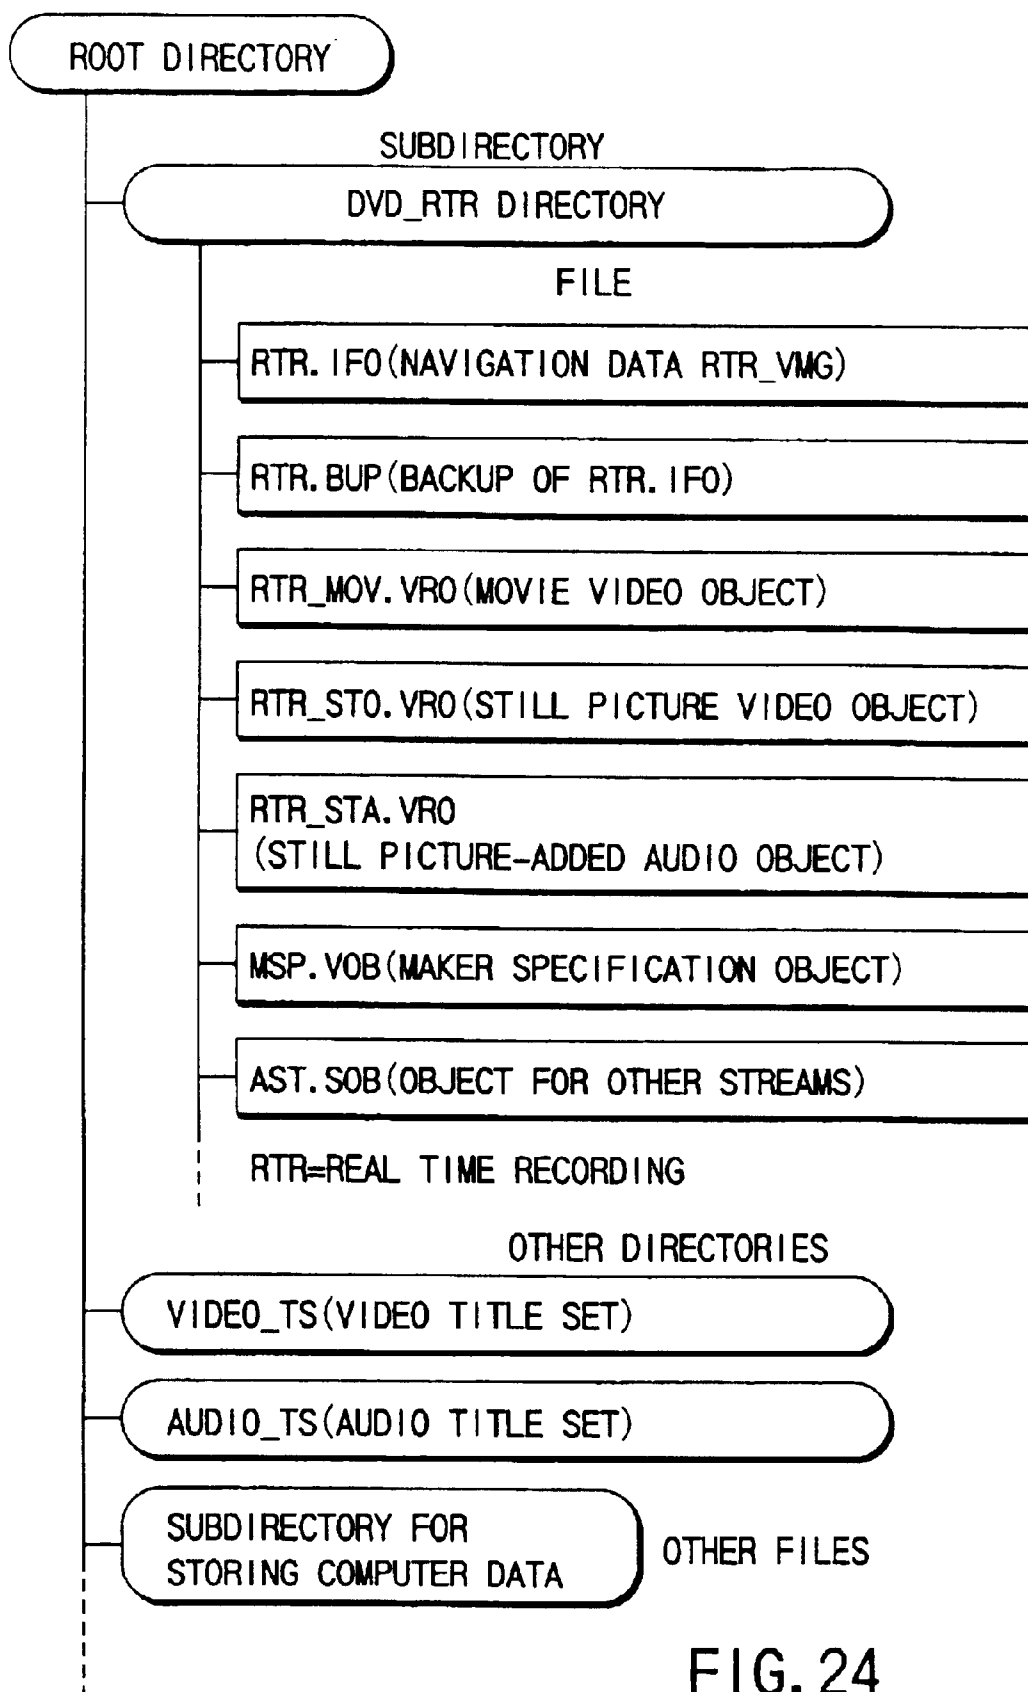 ROOT DIRECTORY
SUBDIRECTORY
DVD_RTR DIRECTORY
FILE
RTR.IFO(NAVIGATION DATA RTR_VMG)
RTR.BUP(BACKUP OF RTR.IFO)
RTR_MOV.VRO(MOVIE VIDEO OBJECT)
RTR_STO.VRO(STILL PICTURE VIDEO OBJECT)
RTR_STA.VRO
(STILL PICTURE-ADDED AUDIO OBJECT)
MSP.VOB(MAKER SPECIFICATION OBJECT)
AST.SOB(OBJECT FOR OTHER STREAMS)
RTR=REAL TIME RECORDING
OTHER DIRECTORIES
VIDEO_TS(VIDEO TITLE SET)
AUDIO_TS(AUDIO TITLE SET)
SUBDIRECTORY FOR
STORING COMPUTER DATA
OTHER FILES
FIG. 24